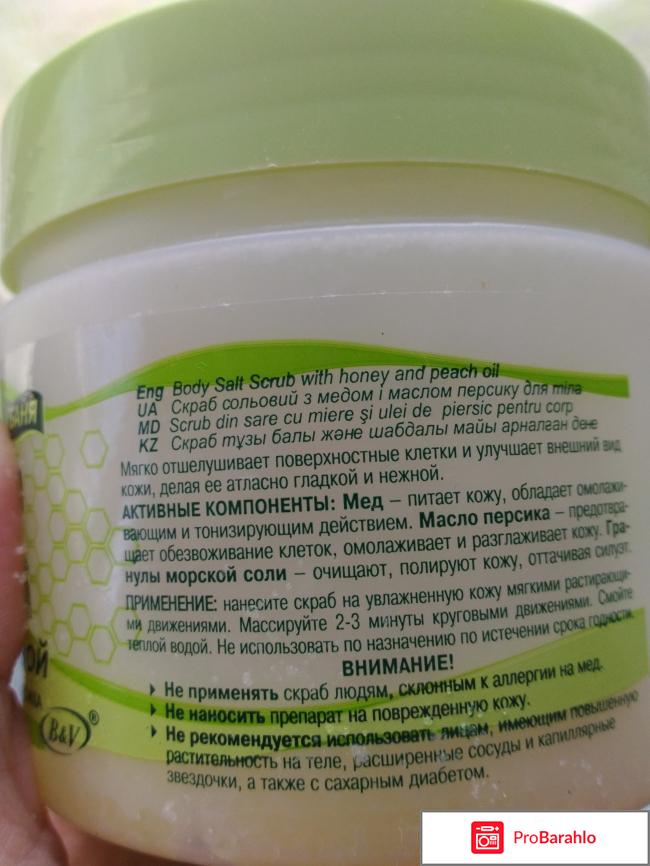 БАНЯ
Eng Body Salt Scrub with honey and peach oil
UA Скраб сольовий з медом і маслом персику для тіла
MD Scrub din sare cu miere și ulei de piersic pentru corp
KZ Скраб тұзы балы және шабдалы майы арналған дене
Мягко отшелушивает поверхностные клетки и улучшает внешний вид
кожи, делая ее атласно гладкой и нежной.
АКТИВНЫЕ КОМПОНЕНТЫ: Мед – питает кожу, обладает омолажи-
вающим и тонизирующим действием. Масло персика – предотвра-
щает обезвоживание клеток, омолаживает и разглаживает кожу. Гра-
нулы морской соли – очищают, полируют кожу, оттачивая силуэт.
ПРИМЕНЕНИЕ: нанесите скраб на увлажненную кожу мягкими растирающи-
ми движениями. Массируйте 2-3 минуты круговыми движениями. Смойте
теплой водой. Не использовать по назначению по истечении срока годности.
ВНИМАНИЕ!
Не применять скраб людям, склонным к аллергии на мед.
Не наносить препарат на поврежденную кожу.
Не рекомендуется использовать лицам, имеющим повышенную
растительность на теле, расширенные сосуды и капиллярные
звездочки, а также с сахарным диабетом.
ОЙ
B&V®
ProBarahlo